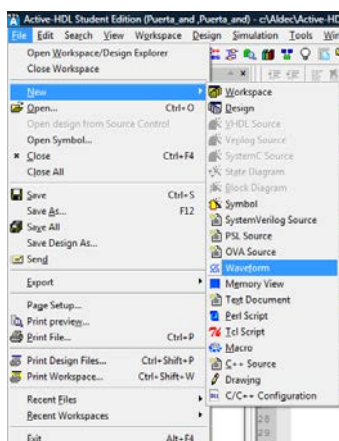 Active-HDL Student Edition (Puerta_and ,Puerta_and) - c:\Aldec\Active-H
File Edit Search View Workspace Design Simulation Tools Win
Open Workspace/Design Explorer
Close Workspace
New
Open... Ctrl+O
Open design from Source Control
Open Symbol...
Close Ctrl+F4
Close All
Save Ctrl+S
Save As... F12
Save All
Save Design As...
Send
Export
Page Setup...
Print preview...
Print File... Ctrl+P
Print Design Files... Ctrl+Shift+P
Print Workspace... Ctrl+Shift+W
Recent Files
Recent Workspaces
Exit Alt+F4
Workspace
Design
VHDL Source
Verilog Source
SystemC Source
State Diagram
Block Diagram
Symbol
SystemVerilog Source
PSL Source
OVA Source
Waveform
Memory View
Text Document
Perl Script
Tcl Script
Macro
C++ Source
Drawing
C/C++ Configuration
28
29